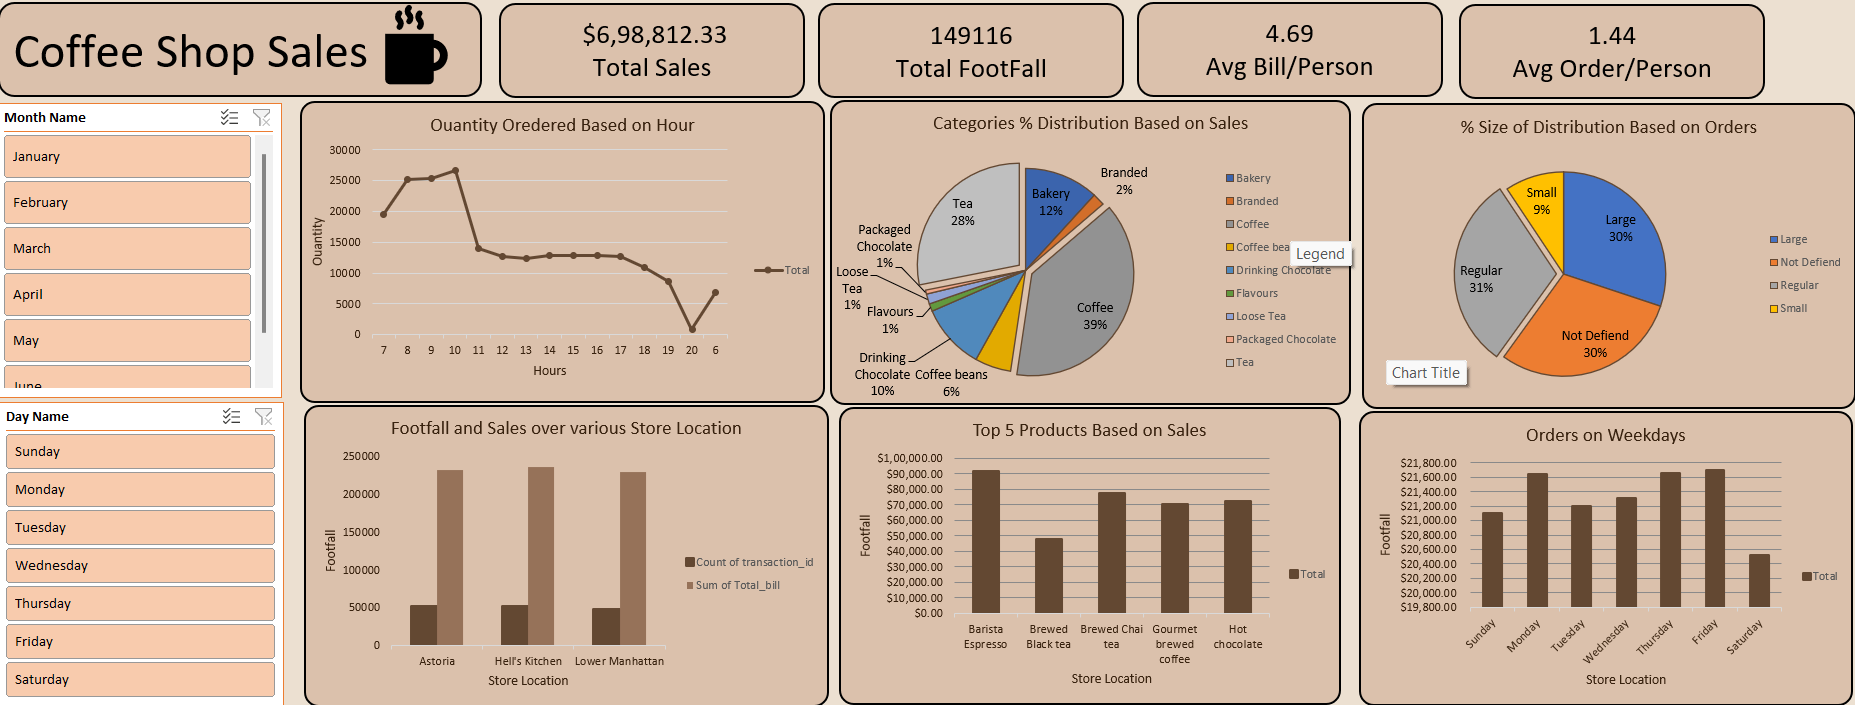 Coffee Shop Sales
$6,98,812.33
Total Sales
149116
Total FootFall
4.69
Avg Bill/Person
1.44
Avg Order/Person
Month Name
January
February
March
April
May
June
Day Name
Sunday
Monday
Tuesday
Wednesday
Thursday
Friday
Saturday
Quantity Oredered Based on Hour
30000
25000
20000
15000
10000
5000
0
Quantity
7 8 9 10 11 12 13 14 15 16 17 18 19 20 6
Hours
Total
Categories % Distribution Based on Sales
Bakery
12%
Branded
2%
Coffee
39%
Coffee beans
6%
Drinking
Chocolate
10%
Flavours
1%
Loose
Tea
1%
Packaged
Chocolate
1%
Tea
28%
Bakery
Branded
Coffee
Coffee bea
Drinking Chocolate
Flavours
Loose Tea
Packaged Chocolate
Tea
Legend
% Size of Distribution Based on Orders
Large
30%
Not Defiend
30%
Regular
31%
Small
9%
Large
Not Defiend
Regular
Small
Chart Title
Footfall and Sales over various Store Location
250000
200000
150000
100000
50000
0
Footfall
Astoria Hell's Kitchen Lower Manhattan
Store Location
Count of transaction_id
Sum of Total_bill
Top 5 Products Based on Sales
$1,00,000.00
$90,000.00
$80,000.00
$70,000.00
$60,000.00
$50,000.00
$40,000.00
$30,000.00
$20,000.00
$10,000.00
$0.00
Footfall
Barista
Espresso
Brewed
Black tea
Brewed Chai
tea
Gourmet
brewed
coffee
Hot
chocolate
Store Location
Total
Orders on Weekdays
$21,800.00
$21,600.00
$21,400.00
$21,200.00
$21,000.00
$20,800.00
$20,600.00
$20,400.00
$20,200.00
$20,000.00
$19,800.00
Footfall
Sunday
Monday
Tuesday
Wednesday
Thursday
Friday
Saturday
Store Location
Total